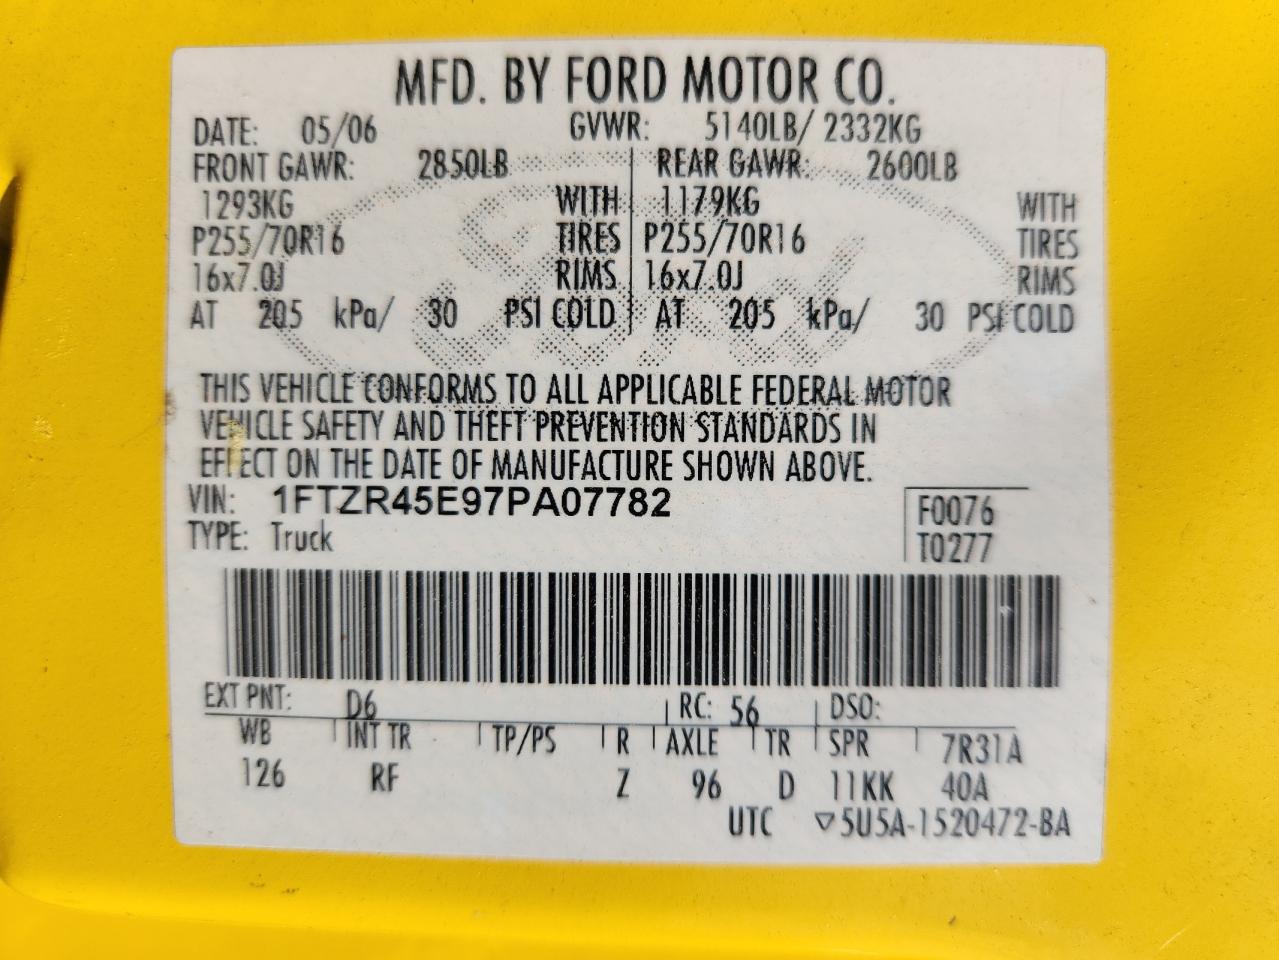 MFD. BY FORD MOTOR CO.
DATE: 05/06 GVWR: 5140LB/ 2332KG
FRONT GAWR: 2850LB REAR GAWR: 2600LB
1293KG WITH 1179KG WITH
P255/70R16 TIRES P255/70R16 TIRES
16x7.0J RIMS 16x7.0J RIMS
AT 205 kPa/ 30 PSI COLD AT 205 kPa/ 30 PSI COLD
Ford
THIS VEHICLE CONFORMS TO ALL APPLICABLE FEDERAL MOTOR
VEHICLE SAFETY AND THEFT PREVENTION STANDARDS IN
EFFECT ON THE DATE OF MANUFACTURE SHOWN ABOVE.
VIN: 1FTZR45E97PA07782
TYPE: Truck
F0076
T0277
EXT PNT: D6 RC: 56 DSO:
WB INT TR TP/PS R AXLE TR SPR 7R31A
126 RF Z 96 D 11KK 40A
UTC ▽5U5A-1520472-BA